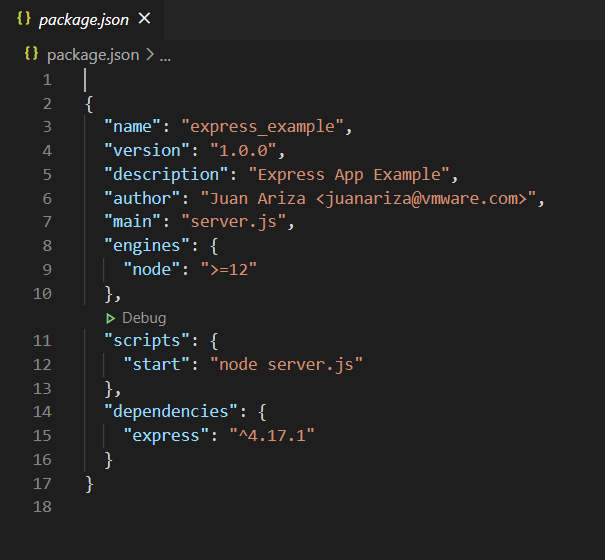 {} package.json ×
{} package.json > ...
1
2 {
3 "name": "express_example",
4 "version": "1.0.0",
5 "description": "Express App Example",
6 "author": "Juan Ariza <juanariza@vmware.com>",
7 "main": "server.js",
8 "engines": {
9 "node": ">=12"
10 },
Debug
11 "scripts": {
12 "start": "node server.js"
13 },
14 "dependencies": {
15 "express": "^4.17.1"
16 }
17 }
18